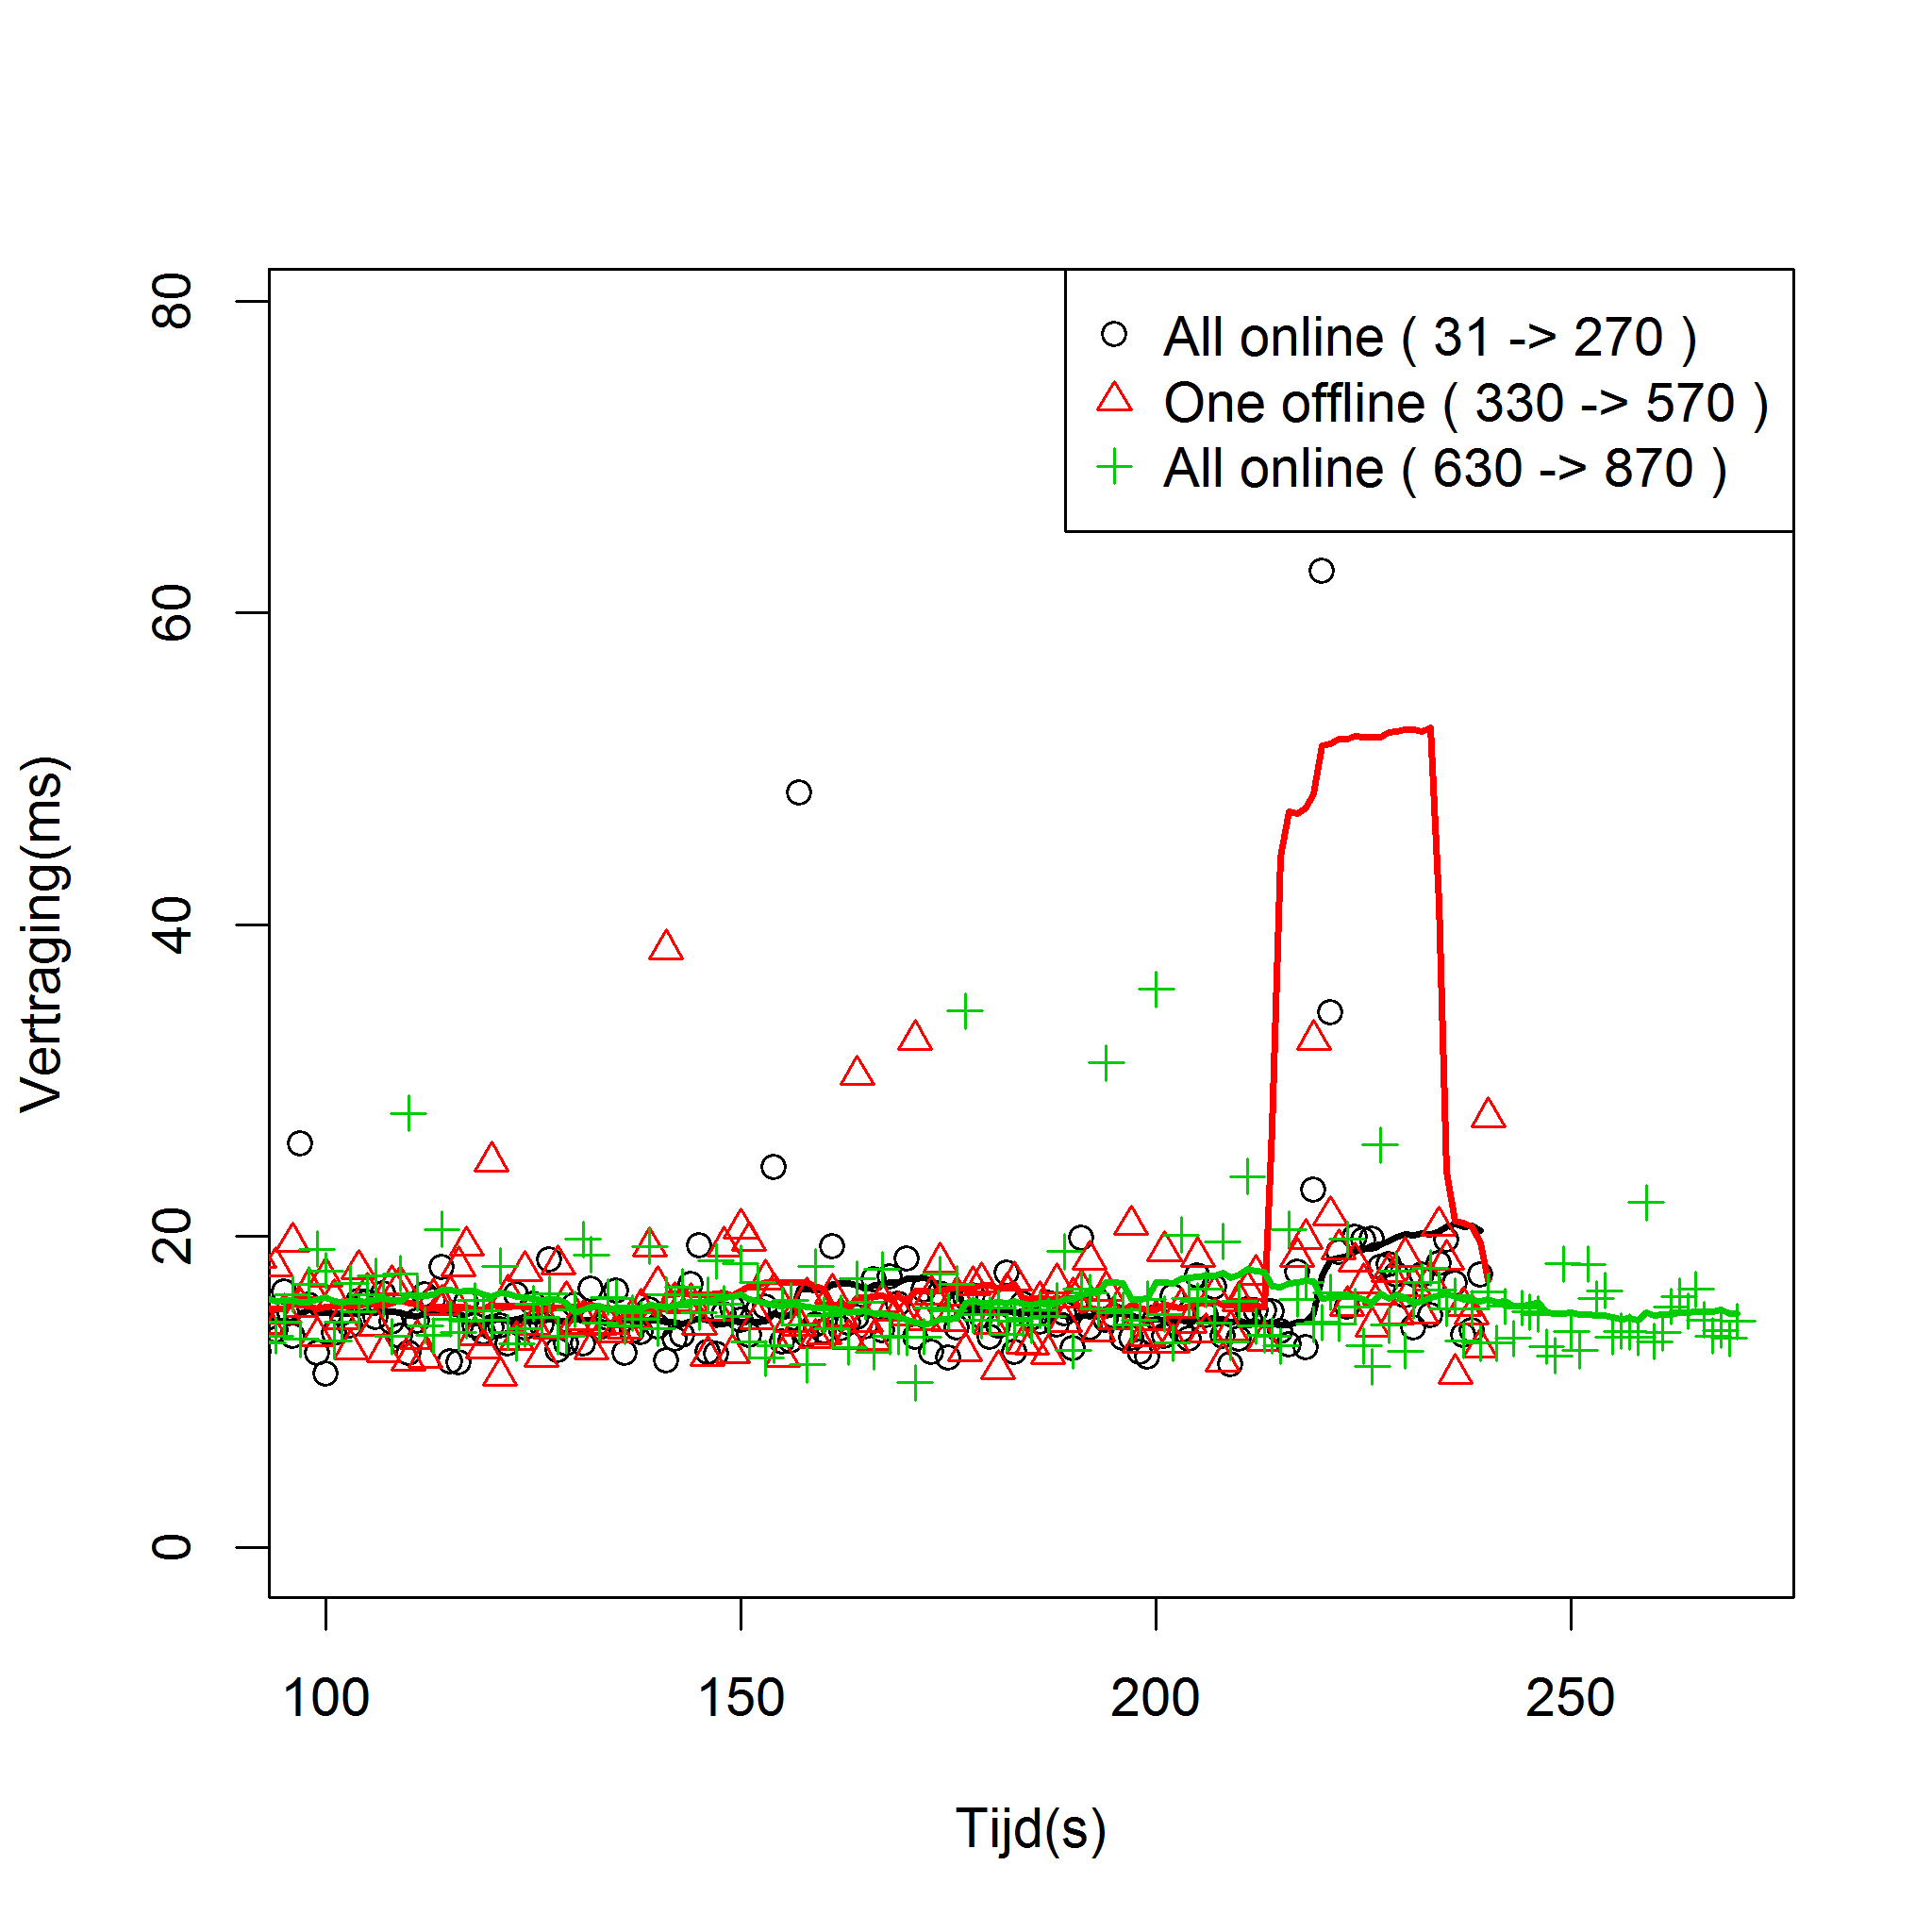 All online ( 31 -> 270 )
One offline ( 330 -> 570 )
All online ( 630 -> 870 )
80
60
40
20
0
Vertraging(ms)
100 150 200 250
Tijd(s)